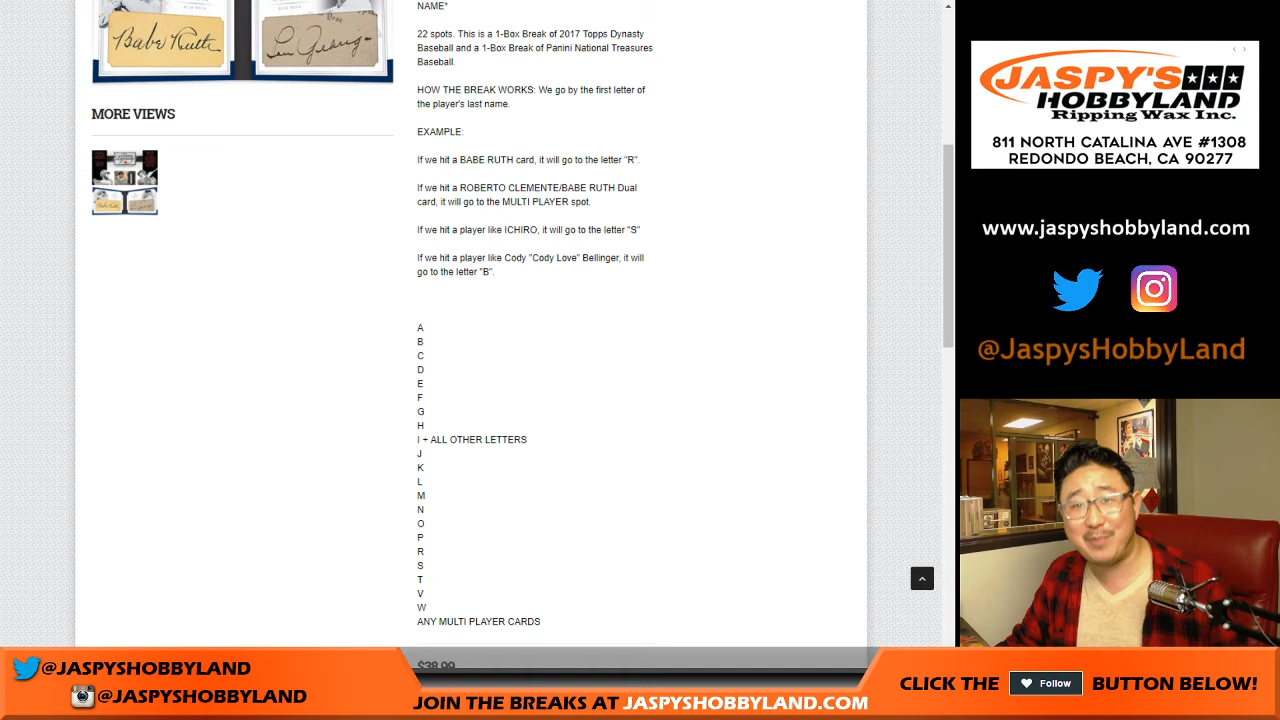 NAME*
22 spots. This is a 1-Box Break of 2017 Topps Dynasty
Baseball and a 1-Box Break of Panini National Treasures
Baseball.
HOW THE BREAK WORKS: We go by the first letter of
the player's last name.
EXAMPLE:
If we hit a BABE RUTH card, it will go to the letter "R".
If we hit a ROBERTO CLEMENTE/BABE RUTH Dual
card, it will go to the MULTI PLAYER spot.
If we hit a player like ICHIRO, it will go to the letter "S"
If we hit a player like Cody "Cody Love" Bellinger, it will
go to the letter "B".
A
B
C
D
E
F
G
H
I + ALL OTHER LETTERS
J
K
L
M
N
O
P
R
S
T
V
W
ANY MULTI PLAYER CARDS
$38.99
Babe Ruth
Lou Gehrig
MORE VIEWS
JASPY'S
HOBBYLAND
Ripping Wax Inc.
811 NORTH CATALINA AVE #1308
REDONDO BEACH, CA 90277
www.jaspyshobbyland.com
@JaspysHobbyLand
@JASPYSHOBBYLAND
@JASPYSHOBBYLAND
JOIN THE BREAKS AT JASPYSHOBBYLAND.COM
CLICK THE Follow BUTTON BELOW!